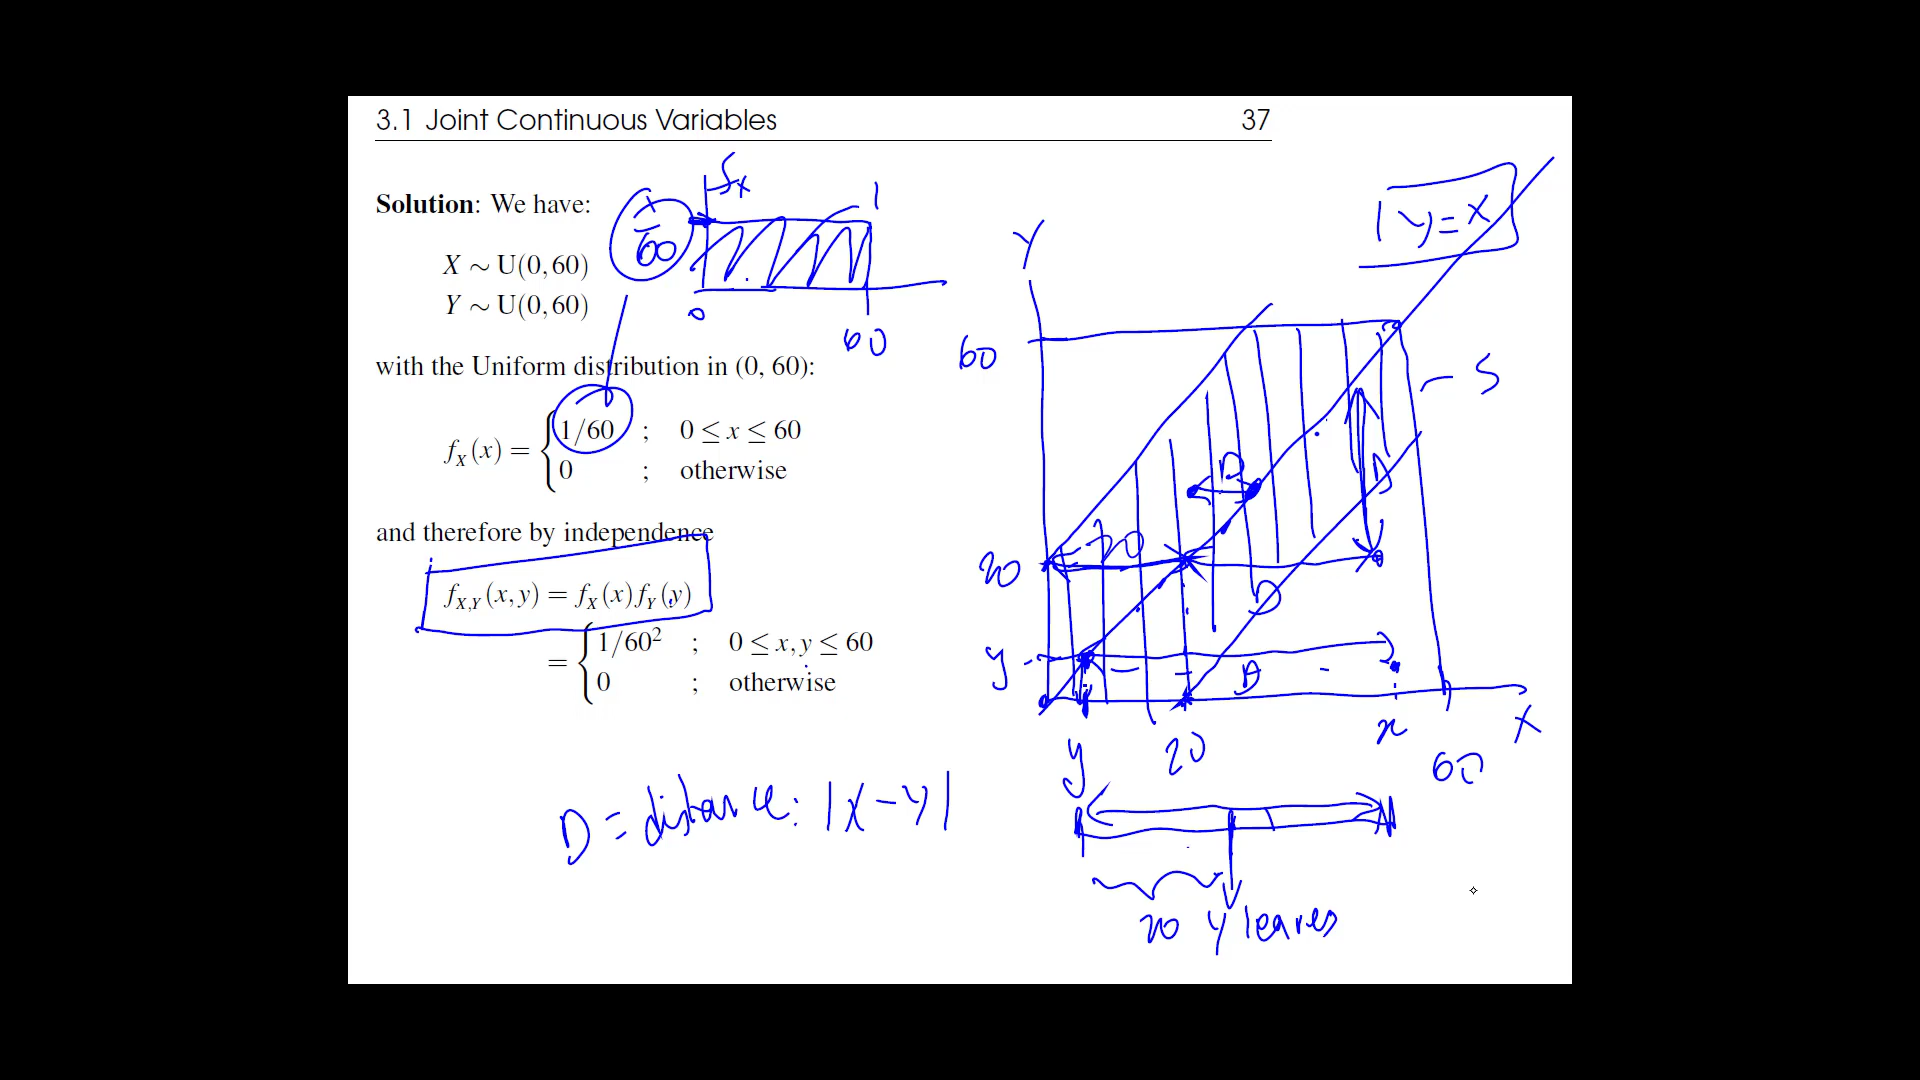 3.1 Joint Continuous Variables 37
Solution: We have:
X ∼ U(0,60)
Y ∼ U(0,60)
with the Uniform distribution in (0, 60):
f_X(x) = { 1/60 ; 0 ≤ x ≤ 60
0 ; otherwise
and therefore by independence
f_{X,Y}(x,y) = f_X(x) f_Y(y)
= { 1/60² ; 0 ≤ x,y ≤ 60
0 ; otherwise
f_X
1/60
1
0
60
D = distance: |X-Y|
Y
y=x
60
S
D
D
20
20
D
y
D
y
20
x
X
60
20 Y leaves